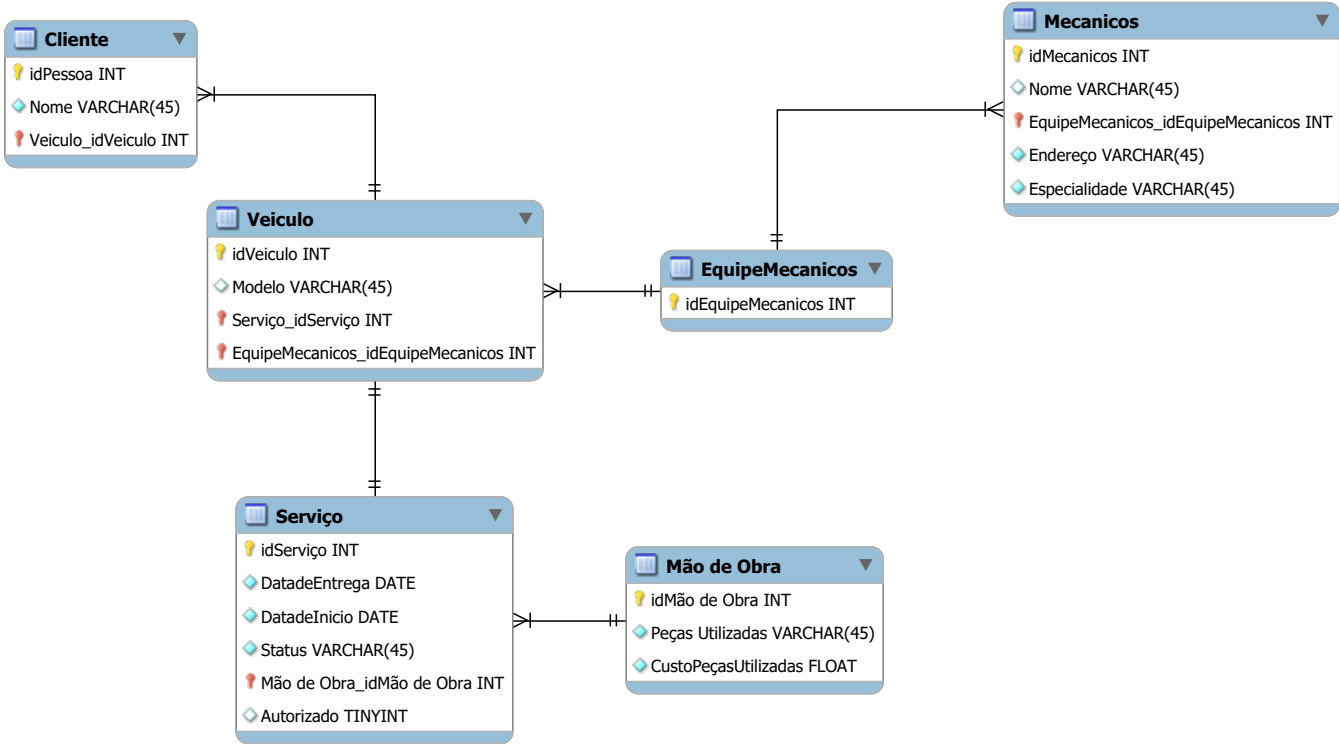 Cliente
idPessoa INT
Nome VARCHAR(45)
Veiculo_idVeiculo INT
Mecanicos
idMecanicos INT
Nome VARCHAR(45)
EquipeMecanicos_idEquipeMecanicos INT
Endereço VARCHAR(45)
Especialidade VARCHAR(45)
Veiculo
idVeiculo INT
Modelo VARCHAR(45)
Serviço_idServiço INT
EquipeMecanicos_idEquipeMecanicos INT
EquipeMecanicos
idEquipeMecanicos INT
Serviço
idServiço INT
DatadeEntrega DATE
DatadeInicio DATE
Status VARCHAR(45)
Mão de Obra_idMão de Obra INT
Autorizado TINYINT
Mão de Obra
idMão de Obra INT
Peças Utilizadas VARCHAR(45)
CustoPeçasUtilizadas FLOAT